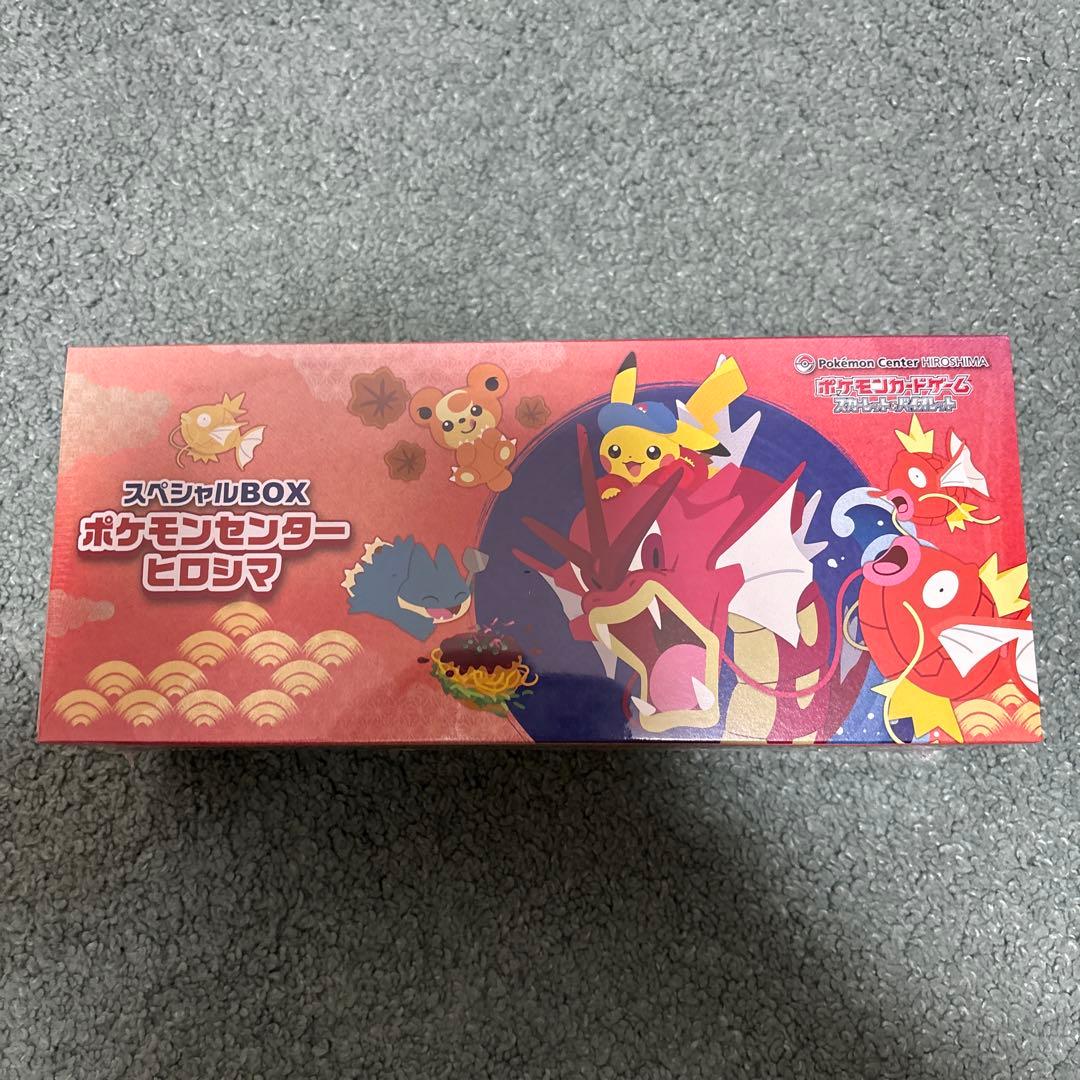 Pokémon Center HIROSHIMA
ポケモンカードゲーム
スカーレット&バイオレット
スペシャルBOX
ポケモンセンター
ヒロシマ